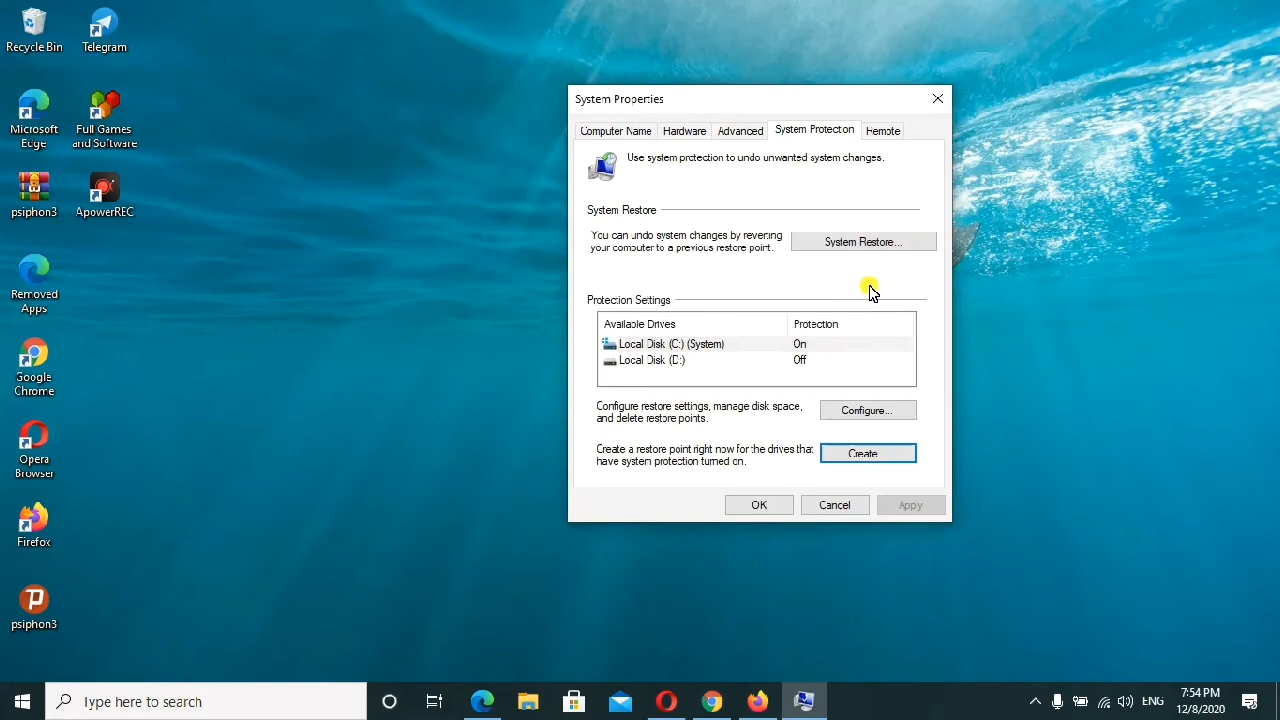 Recycle Bin
Telegram
Microsoft
Edge
Full Games
and Software
psiphon3
ApowerREC
Removed
Apps
Google
Chrome
Opera
Browser
Firefox
psiphon3
System Properties
Computer Name
Hardware
Advanced
System Protection
Remote
Use system protection to undo unwanted system changes.
System Restore
You can undo system changes by reverting
your computer to a previous restore point.
System Restore...
Protection Settings
Available Drives
Protection
Local Disk (C:) (System)
On
Local Disk (D:)
Off
Configure restore settings, manage disk space,
and delete restore points.
Configure...
Create a restore point right now for the drives that
have system protection turned on.
Create
OK
Cancel
Apply
Type here to search
ENG
7:54 PM
12/8/2020